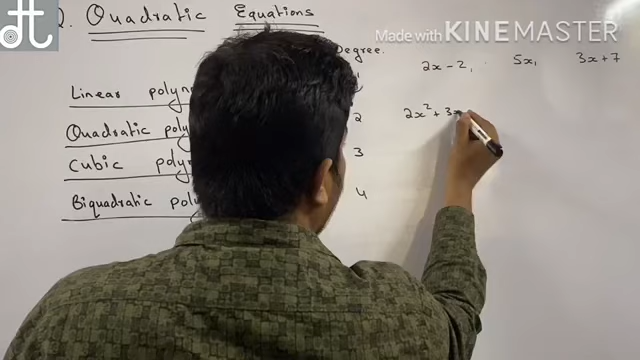 Q. Quadratic Equations
Made with KINEMASTER
Degree.
2x - 2, 5x, 3x + 7
Linear polyn
1
Quadratic poly
2
2x² + 3x
Cubic polyn
3
Biquadratic poly
4